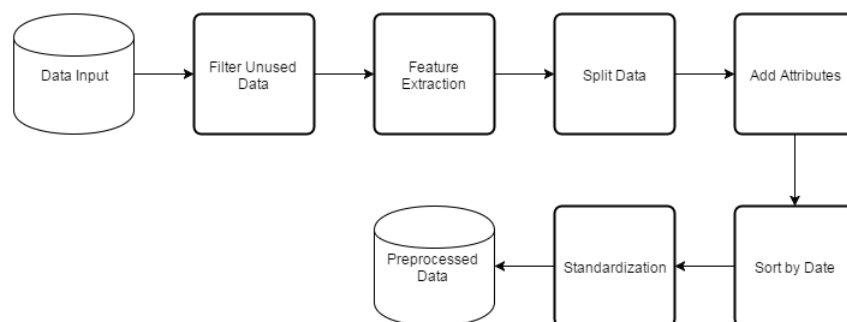 Data Input
Filter Unused
Data
Feature
Extraction
Split Data
Add Attributes
Sort by Date
Standardization
Preprocessed
Data